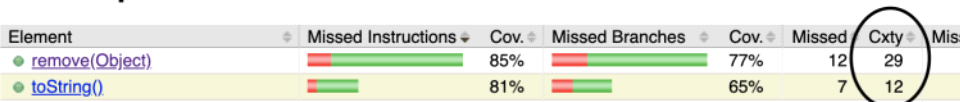 Element Missed Instructions Cov. Missed Branches Cov. Missed Cxty Mis
remove(Object) 85% 77% 12 29
toString() 81% 65% 7 12